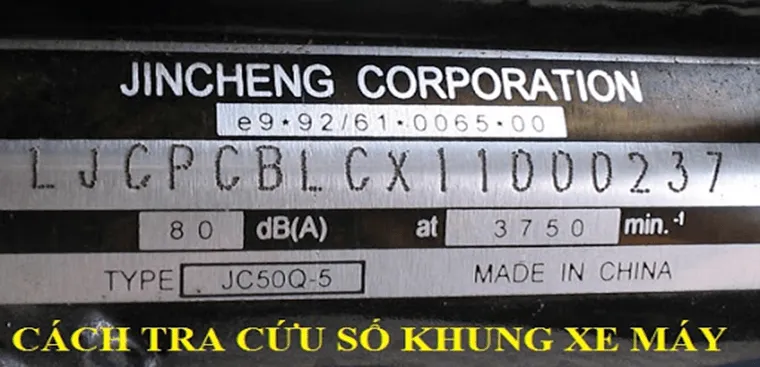 JINCHENG CORPORATION
e9*92/61*0065*00
LJCPCBLCX11000237
80 dB(A) at 3750 min.-1
TYPE JC50Q-5 MADE IN CHINA
CÁCH TRA CỨU SỐ KHUNG XE MÁY